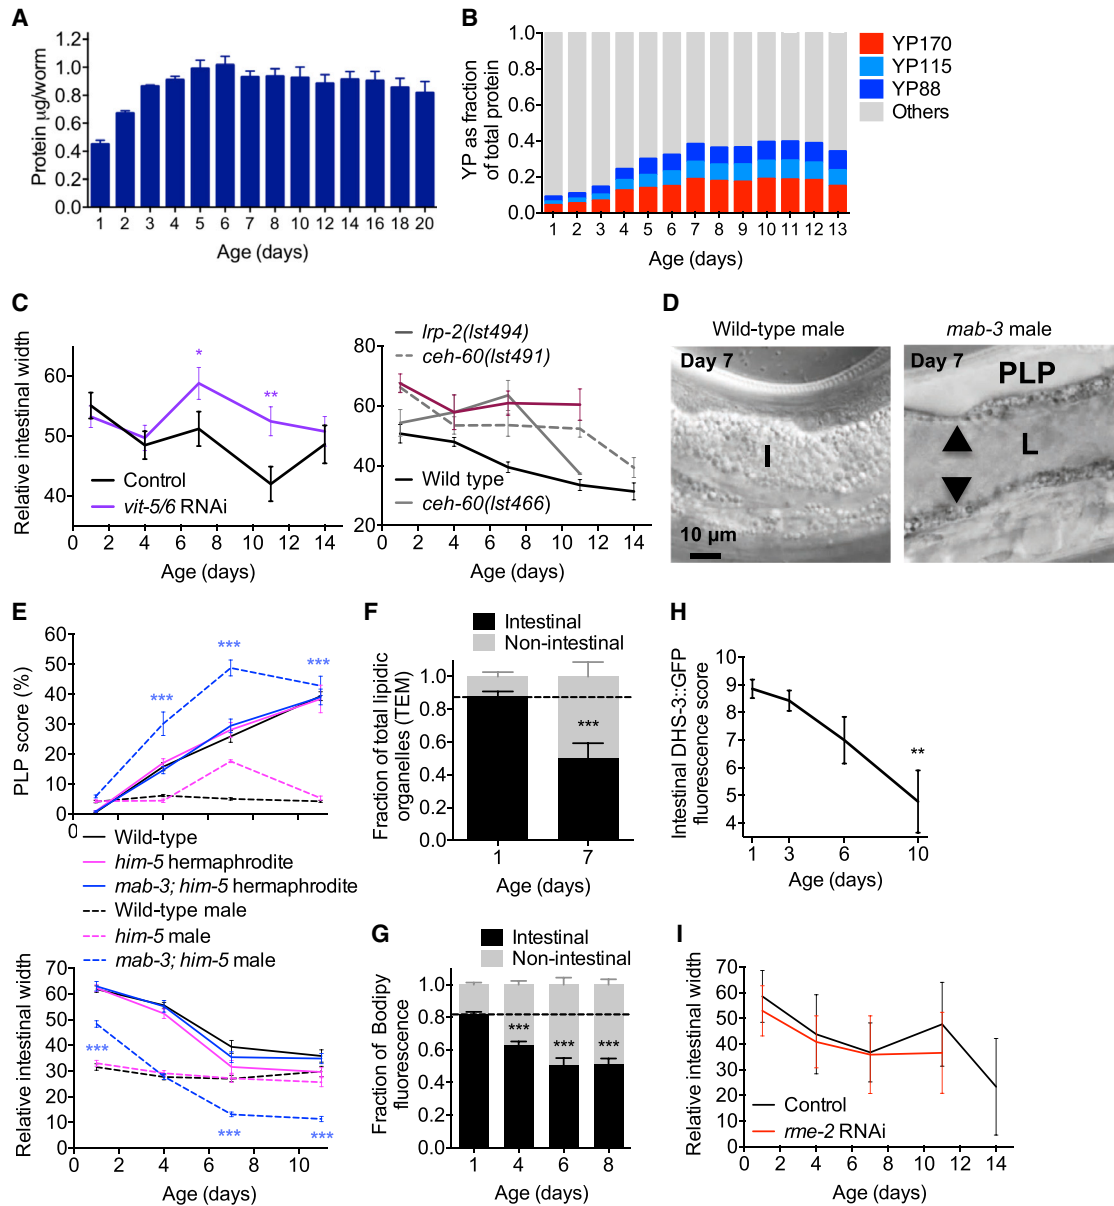 A
Protein µg/worm
1.2
1.0
0.8
0.6
0.4
0.2
0.0
1 2 3 4 5 6 7 8 10 12 14 16 18 20
Age (days)
B
YP as fraction
of total protein
1.0
0.8
0.6
0.4
0.2
0.0
1 2 3 4 5 6 7 8 9 10 11 12 13
Age (days)
YP170
YP115
YP88
Others
C
Relative intestinal width
60
50
40
*
**
Control
vit-5/6 RNAi
0 2 4 6 8 10 12 14
Age (days)
lrp-2(lst494)
ceh-60(lst491)
80
60
40
20
Wild type
ceh-60(lst466)
0 2 4 6 8 10 12 14
Age (days)
D
Wild-type male
Day 7
I
10 µm
mab-3 male
Day 7
PLP
L
E
PLP score (%)
60
50
40
30
20
10
0
***
***
***
0
Wild-type
him-5 hermaphrodite
mab-3; him-5 hermaphrodite
Wild-type male
him-5 male
mab-3; him-5 male
Relative intestinal width
70
60
50
40
30
20
10
0
***
***
***
0 2 4 6 8 10
Age (days)
F
Intestinal
Non-intestinal
Fraction of total lipidic
organelles (TEM)
1.0
0.8
0.6
0.4
0.2
0.0
***
1 7
Age (days)
G
Intestinal
Non-intestinal
Fraction of Bodipy
fluorescence
1.0
0.8
0.6
0.4
0.2
0.0
***
***
***
1 4 6 8
Age (days)
H
Intestinal DHS-3::GFP
fluorescence score
10
9
8
7
6
5
4
**
1 3 6 10
Age (days)
I
Relative intestinal width
70
60
50
40
30
20
10
0
Control
rme-2 RNAi
0 2 4 6 8 10 12 14
Age (days)